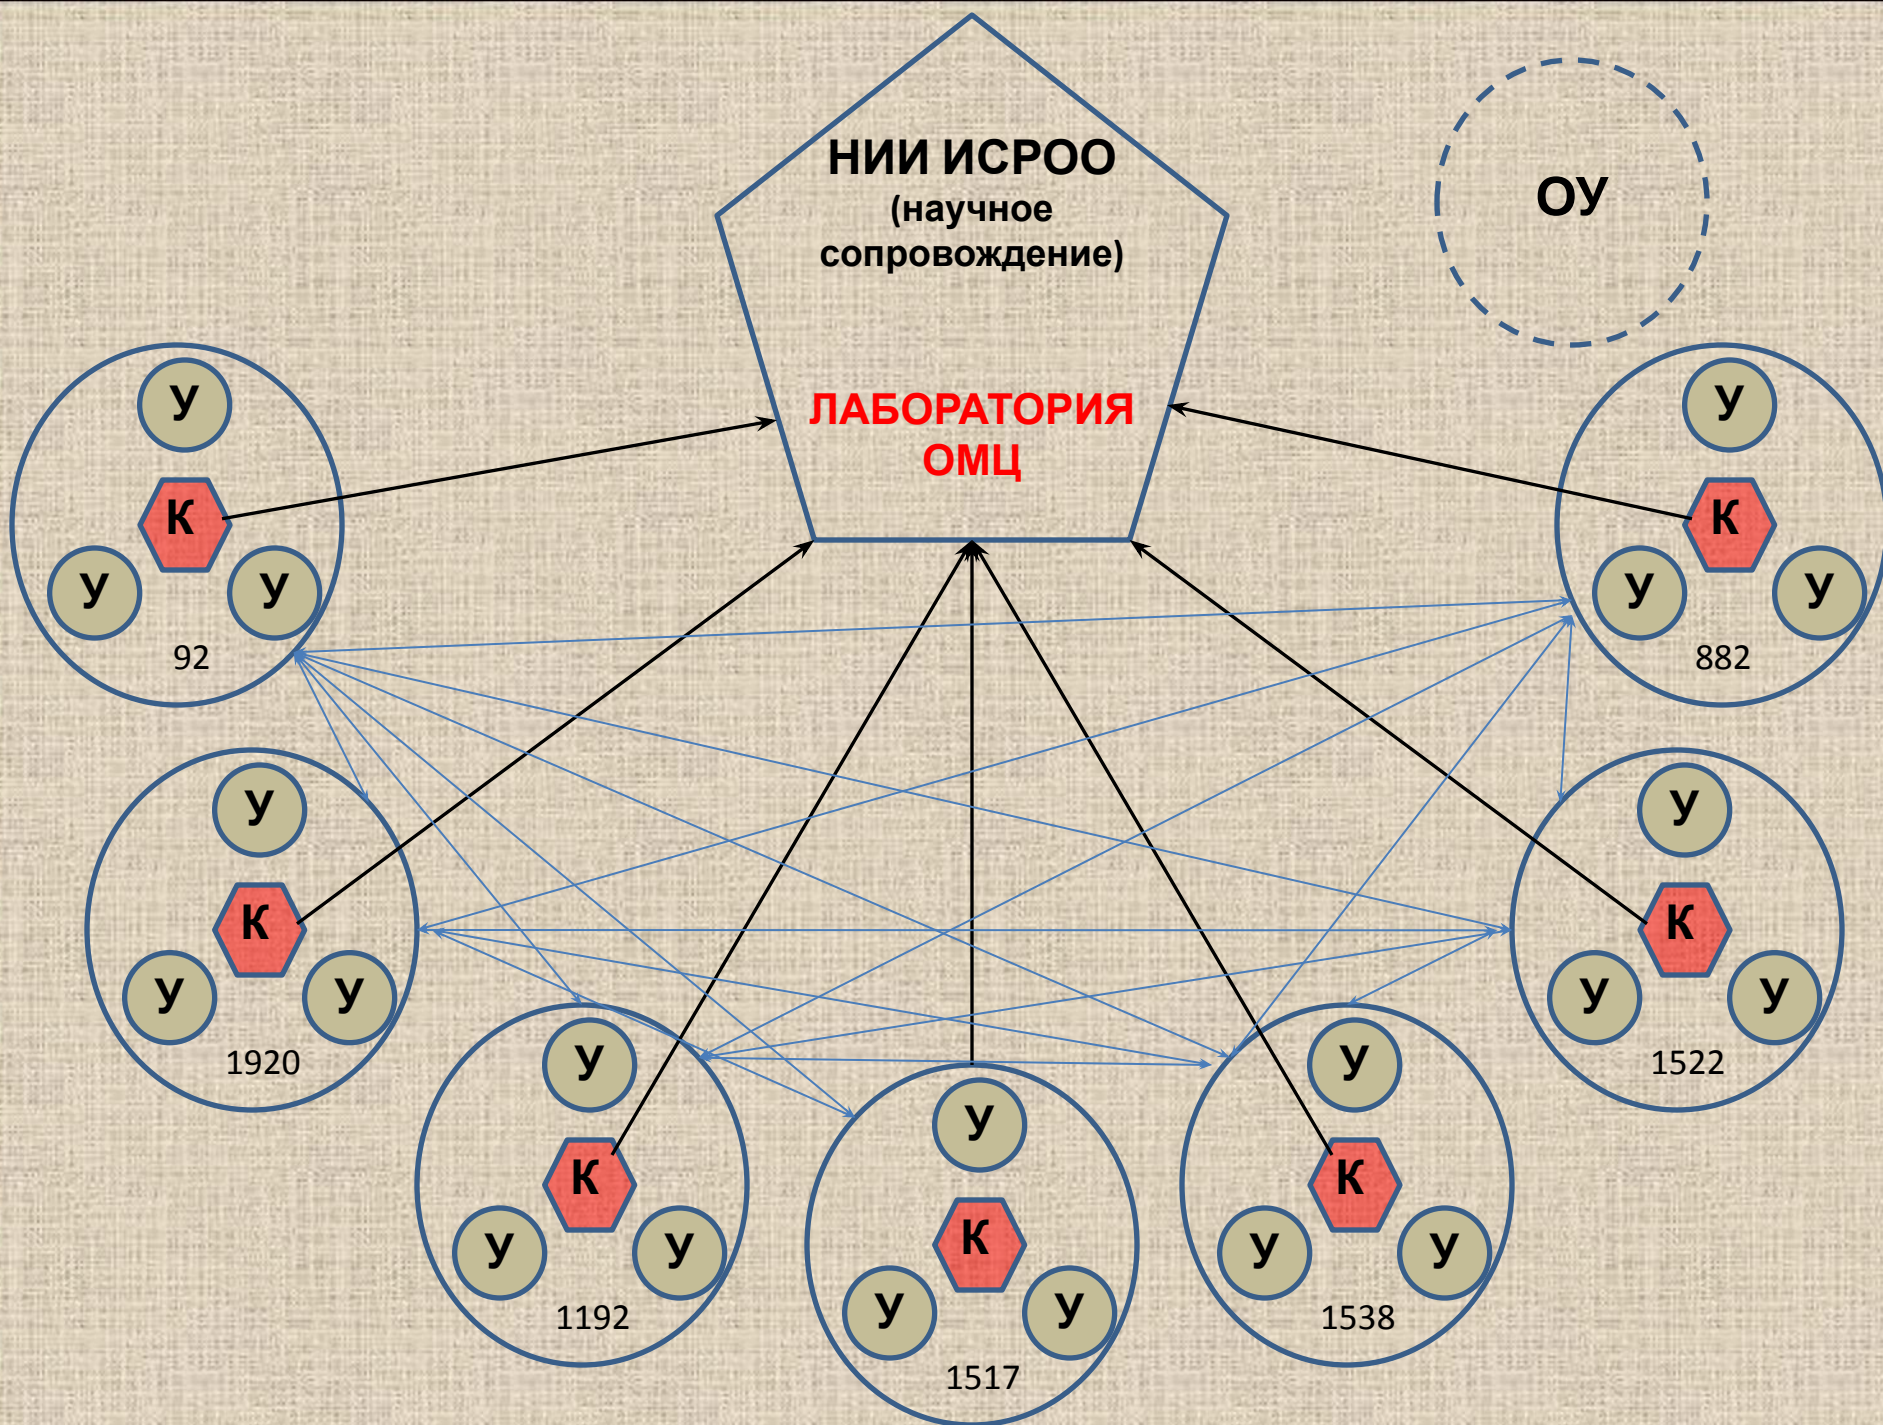 НИИ ИСРОО
(научное
сопровождение)
ЛАБОРАТОРИЯ
ОМЦ
ОУ
У
К
У
У
92
У
К
У
У
882
У
К
У
У
1920
У
К
У
У
1522
У
К
У
У
1192
У
К
У
У
1517
У
К
У
У
1538